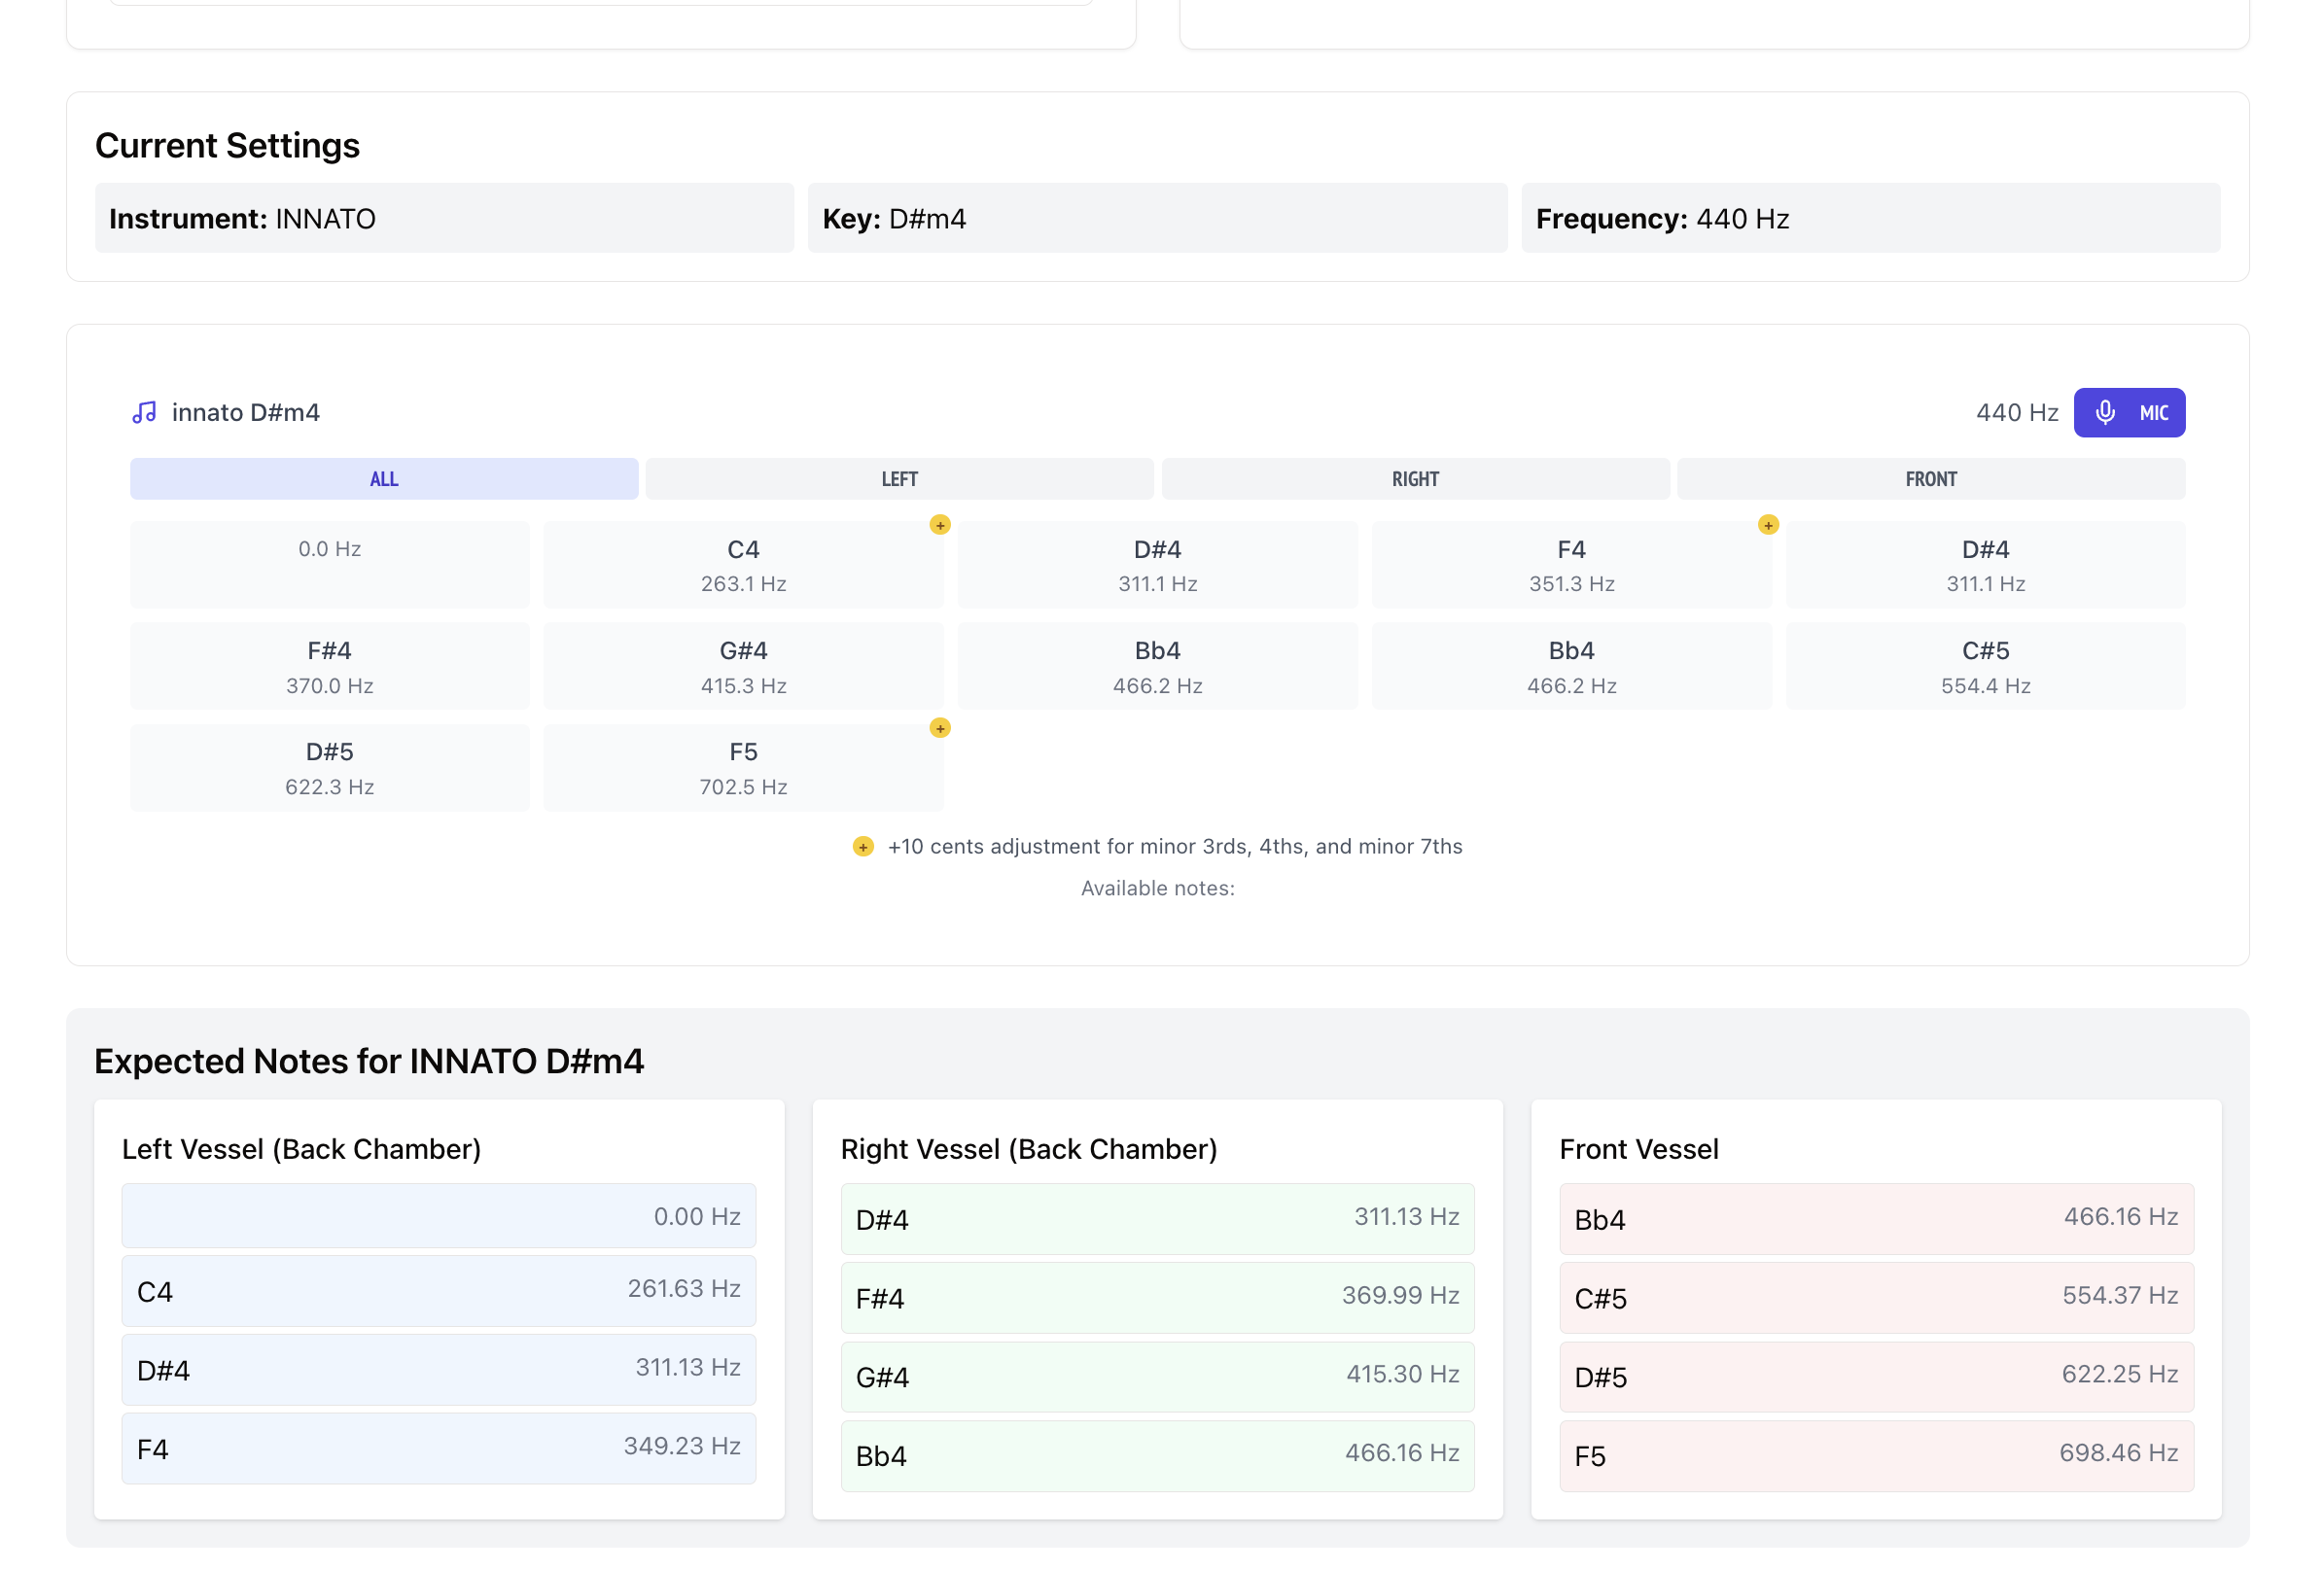 Current Settings
Instrument: INNATO
Key: D#m4
Frequency: 440 Hz
innato D#m4
440 Hz
MIC
ALL
LEFT
RIGHT
FRONT
0.0 Hz
C4
263.1 Hz
+
D#4
311.1 Hz
F4
351.3 Hz
+
D#4
311.1 Hz
F#4
370.0 Hz
G#4
415.3 Hz
Bb4
466.2 Hz
Bb4
466.2 Hz
C#5
554.4 Hz
D#5
622.3 Hz
F5
702.5 Hz
+
+ +10 cents adjustment for minor 3rds, 4ths, and minor 7ths
Available notes:
Expected Notes for INNATO D#m4
Left Vessel (Back Chamber)
0.00 Hz
C4 261.63 Hz
D#4 311.13 Hz
F4 349.23 Hz
Right Vessel (Back Chamber)
D#4 311.13 Hz
F#4 369.99 Hz
G#4 415.30 Hz
Bb4 466.16 Hz
Front Vessel
Bb4 466.16 Hz
C#5 554.37 Hz
D#5 622.25 Hz
F5 698.46 Hz